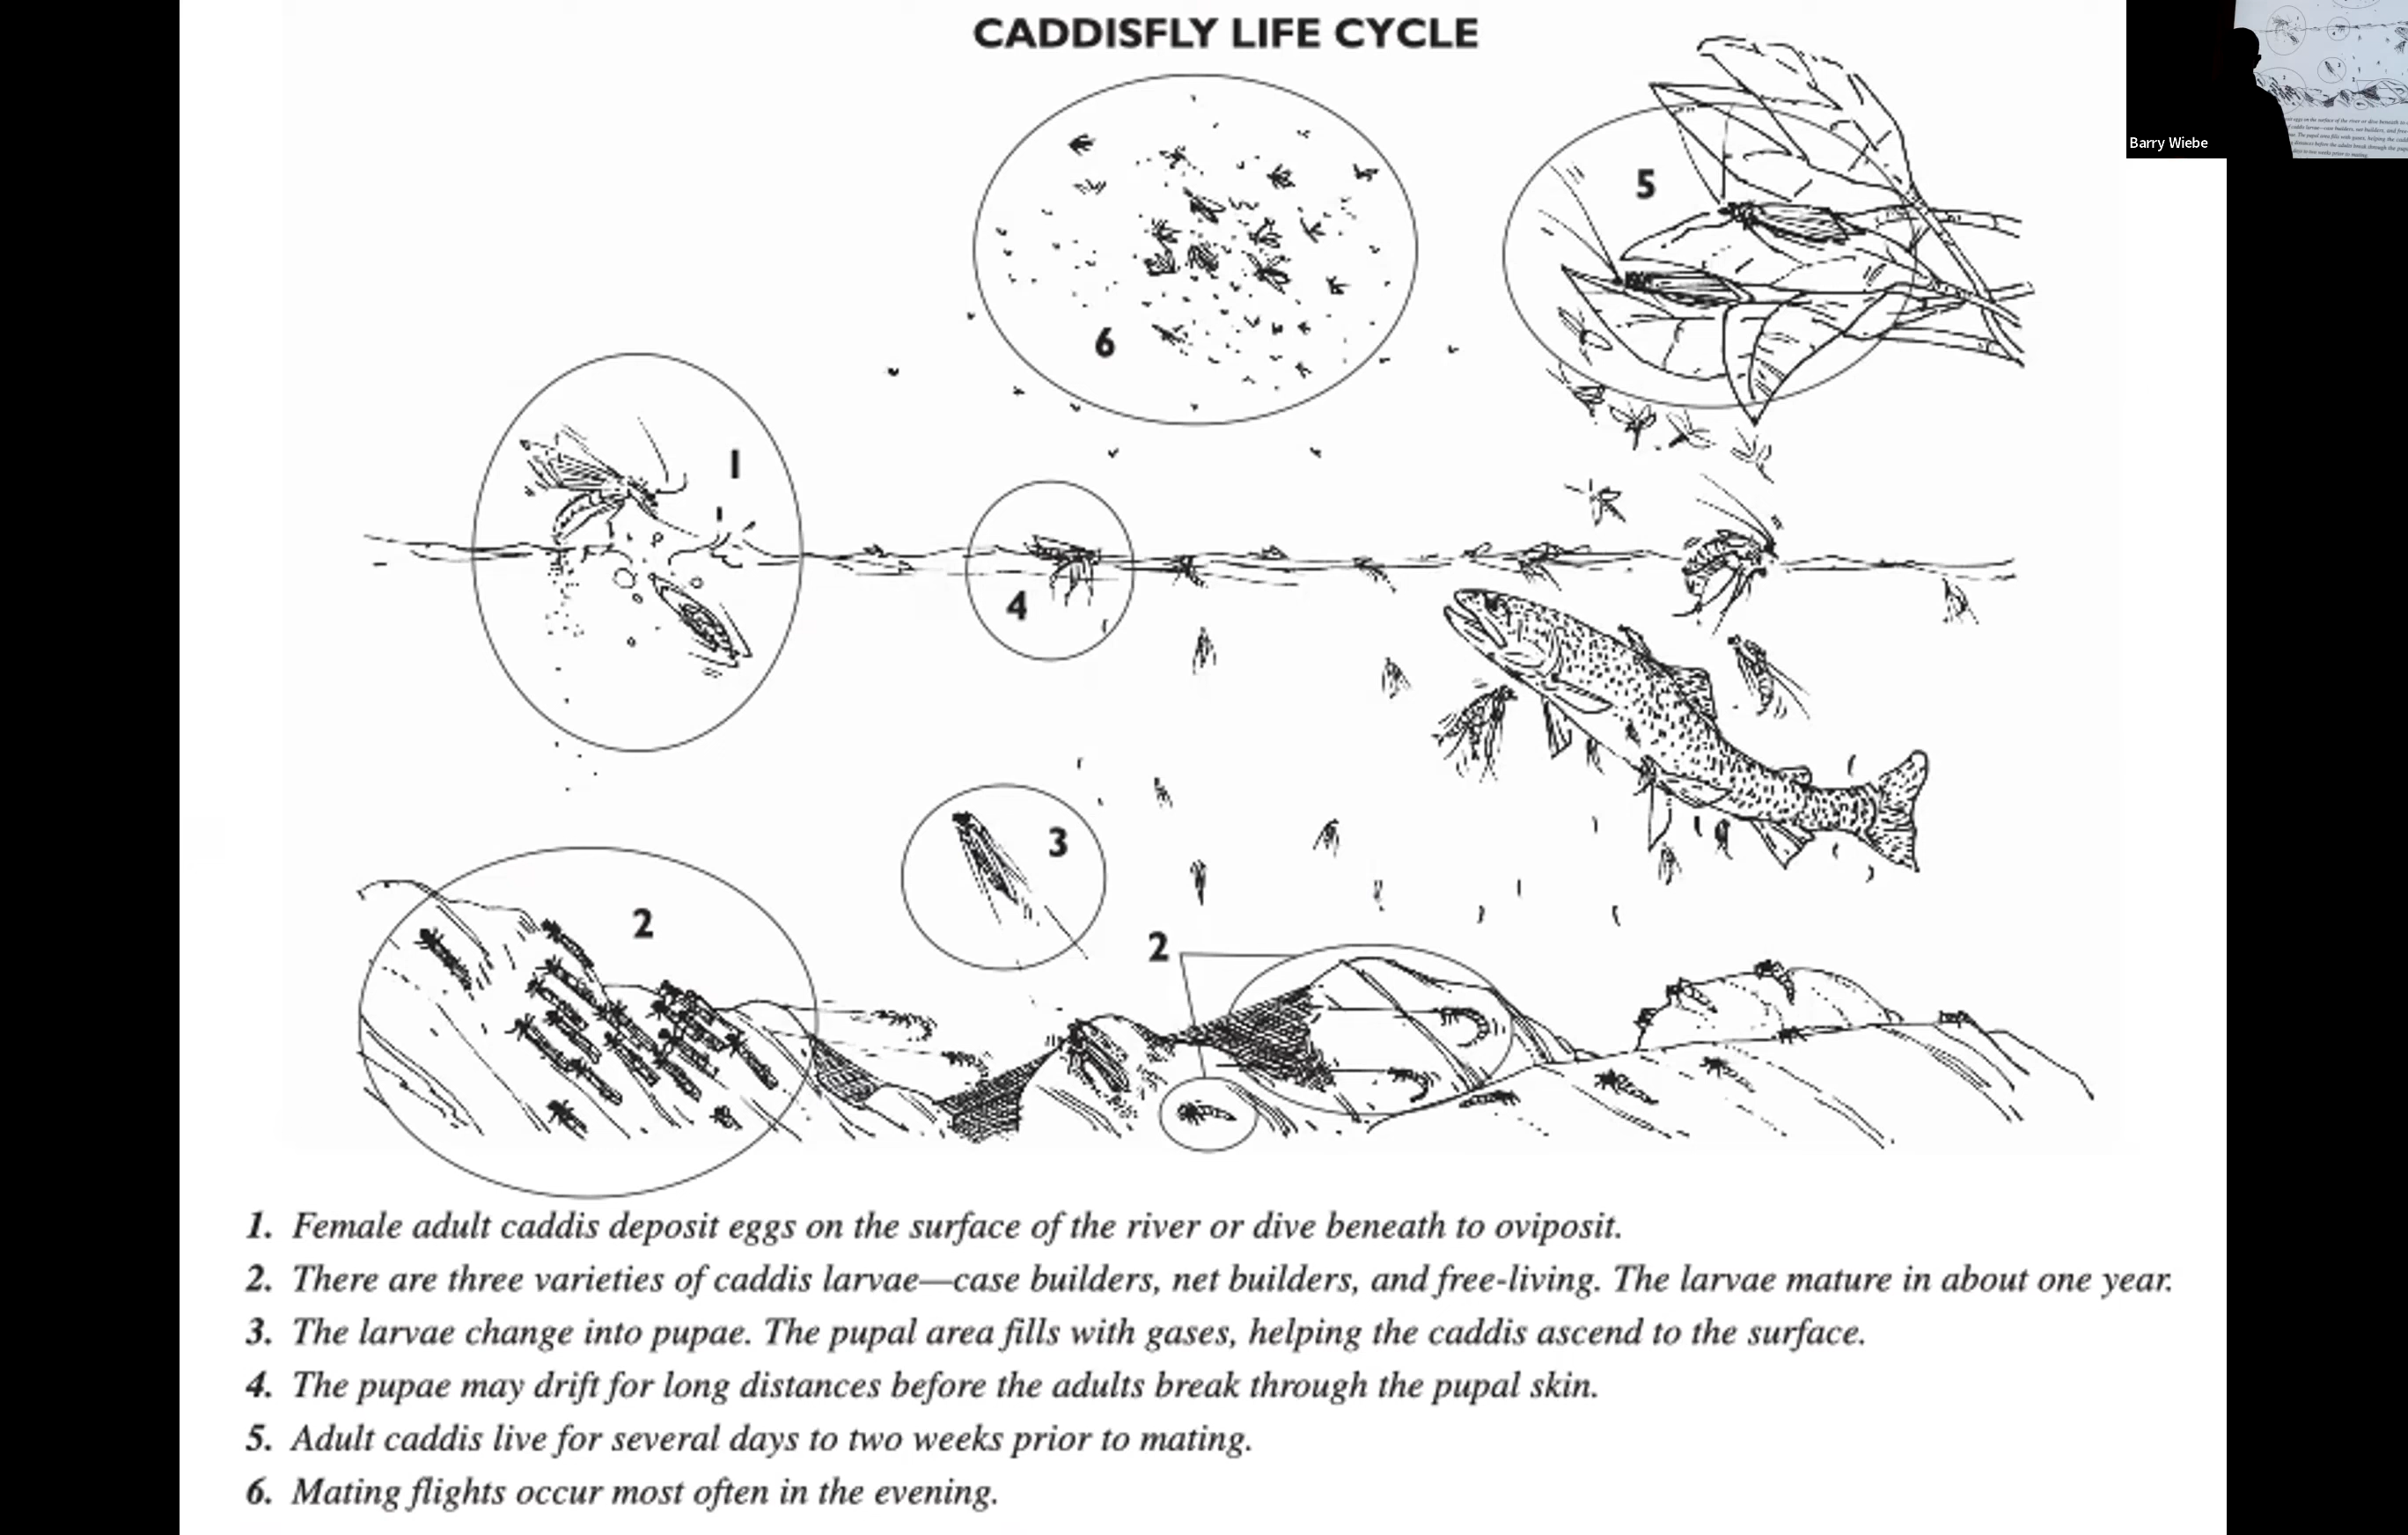 CADDISFLY LIFE CYCLE
Barry Wiebe
5
6
1
4
3
2
2
1. Female adult caddis deposit eggs on the surface of the river or dive beneath to oviposit.
2. There are three varieties of caddis larvae—case builders, net builders, and free-living. The larvae mature in about one year.
3. The larvae change into pupae. The pupal area fills with gases, helping the caddis ascend to the surface.
4. The pupae may drift for long distances before the adults break through the pupal skin.
5. Adult caddis live for several days to two weeks prior to mating.
6. Mating flights occur most often in the evening.